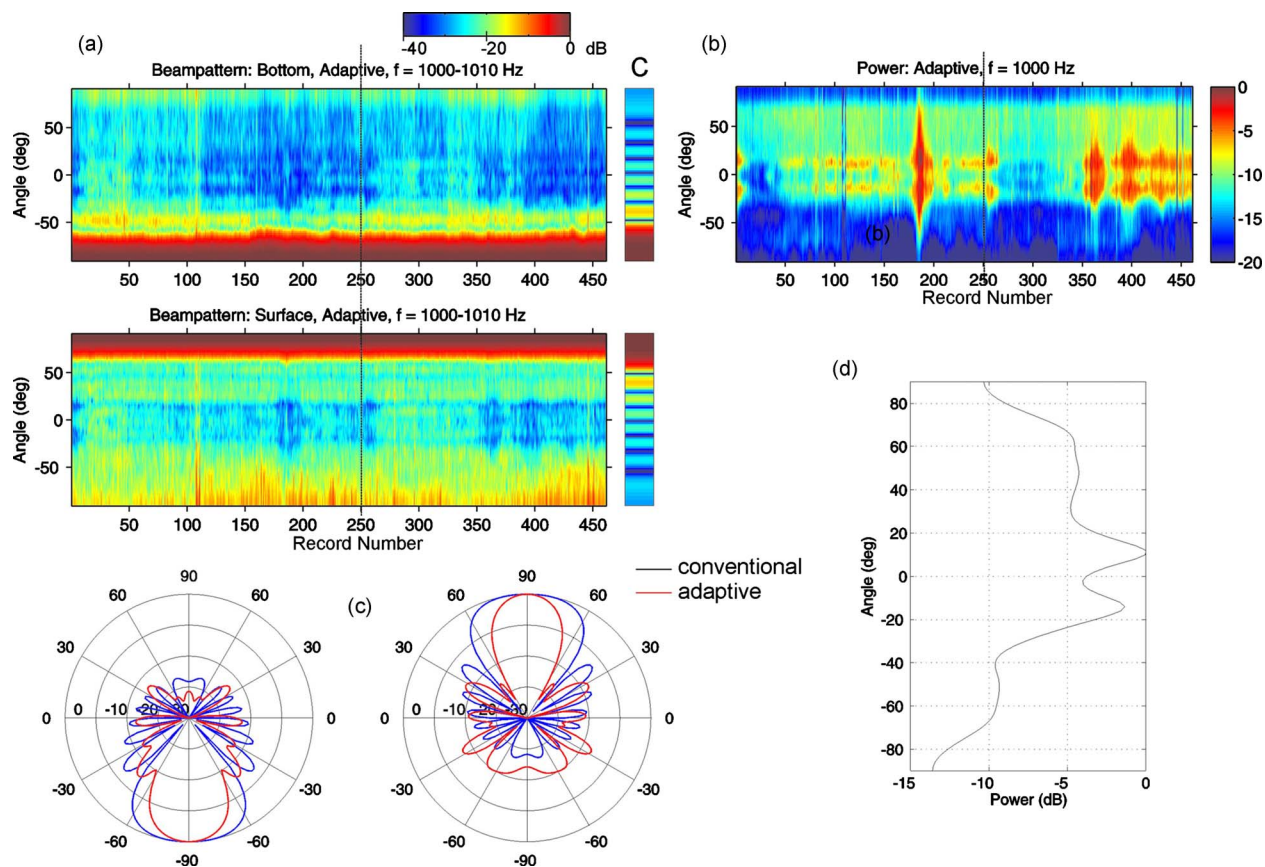 (a)
-40 -20 0 dB
Beampattern: Bottom, Adaptive, f = 1000-1010 Hz
C
Angle (deg)
50
0
-50
50 100 150 200 250 300 350 400 450
Beampattern: Surface, Adaptive, f = 1000-1010 Hz
Angle (deg)
50
0
-50
50 100 150 200 250 300 350 400 450
Record Number
(b)
Power: Adaptive, f = 1000 Hz
Angle (deg)
50
0
-50
(b)
50 100 150 200 250 300 350 400 450
Record Number
0
-5
-10
-15
-20
conventional
adaptive
(c)
90
60 60
30 30
0 0 -10 -20 -30 0
-30 -30
-60 -60
-90
90
60 60
30 30
0 0 -10 -20 -30 0
-30 -30
-60 -60
-90
(d)
Angle (deg)
80
60
40
20
0
-20
-40
-60
-80
-15 -10 -5 0
Power (dB)